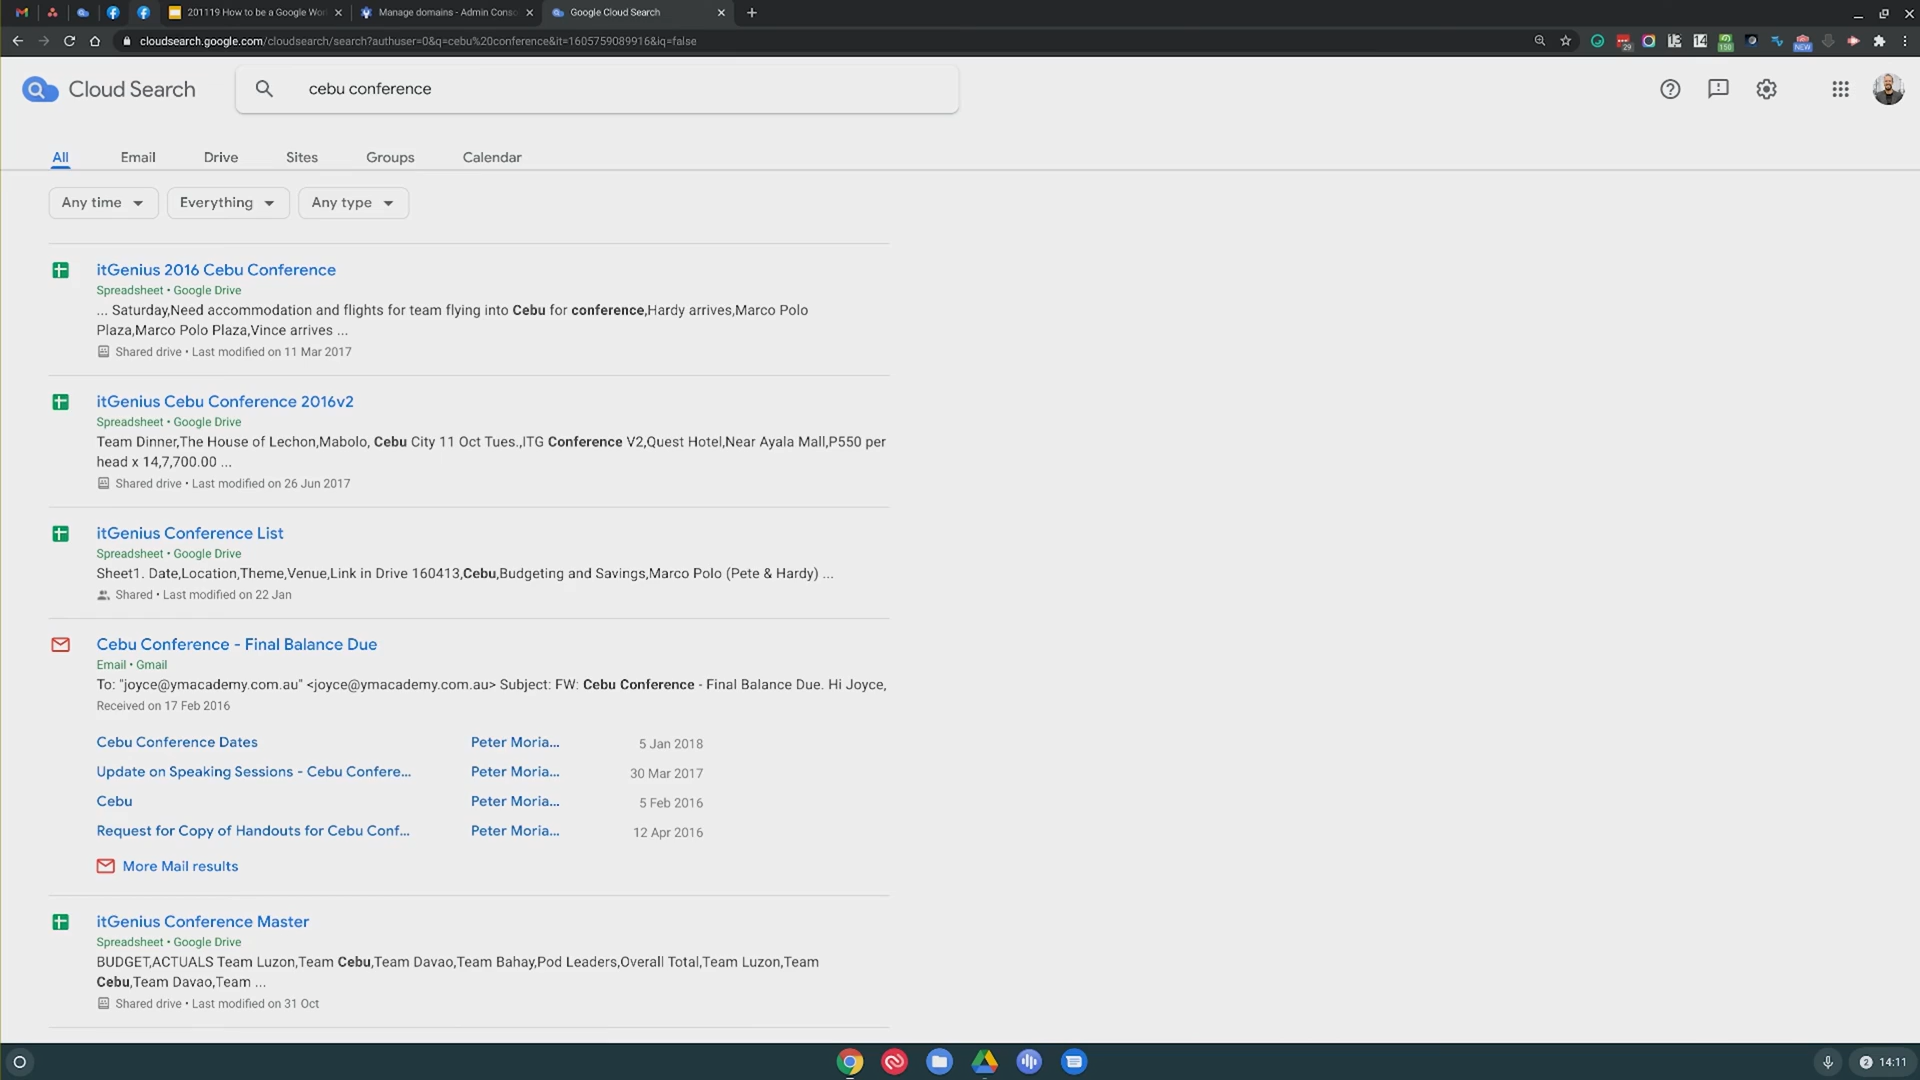 201119 How to be a Google Wor
Manage domains - Admin Conso
Google Cloud Search
cloudsearch.google.com/cloudsearch/search?authuser=0&q=cebu%20conference&it=1605759089916&iq=false
29
13
14
150
NEW
Cloud Search
cebu conference
All
Email
Drive
Sites
Groups
Calendar
Any time
Everything
Any type
itGenius 2016 Cebu Conference
Spreadsheet • Google Drive
... Saturday,Need accommodation and flights for team flying into Cebu for conference,Hardy arrives,Marco Polo
Plaza,Marco Polo Plaza,Vince arrives ...
Shared drive • Last modified on 11 Mar 2017
itGenius Cebu Conference 2016v2
Spreadsheet • Google Drive
Team Dinner,The House of Lechon,Mabolo, Cebu City 11 Oct Tues.,ITG Conference V2,Quest Hotel,Near Ayala Mall,P550 per
head x 14,7,700.00 ...
Shared drive • Last modified on 26 Jun 2017
itGenius Conference List
Spreadsheet • Google Drive
Sheet1. Date,Location,Theme,Venue,Link in Drive 160413,Cebu,Budgeting and Savings,Marco Polo (Pete & Hardy) ...
Shared • Last modified on 22 Jan
Cebu Conference - Final Balance Due
Email • Gmail
To: "joyce@ymacademy.com.au" <joyce@ymacademy.com.au> Subject: FW: Cebu Conference - Final Balance Due. Hi Joyce,
Received on 17 Feb 2016
Cebu Conference Dates Peter Moria... 5 Jan 2018
Update on Speaking Sessions - Cebu Confere... Peter Moria... 30 Mar 2017
Cebu Peter Moria... 5 Feb 2016
Request for Copy of Handouts for Cebu Conf... Peter Moria... 12 Apr 2016
More Mail results
itGenius Conference Master
Spreadsheet • Google Drive
BUDGET,ACTUALS Team Luzon,Team Cebu,Team Davao,Team Bahay,Pod Leaders,Overall Total,Team Luzon,Team
Cebu,Team Davao,Team ...
Shared drive • Last modified on 31 Oct
2 14:11